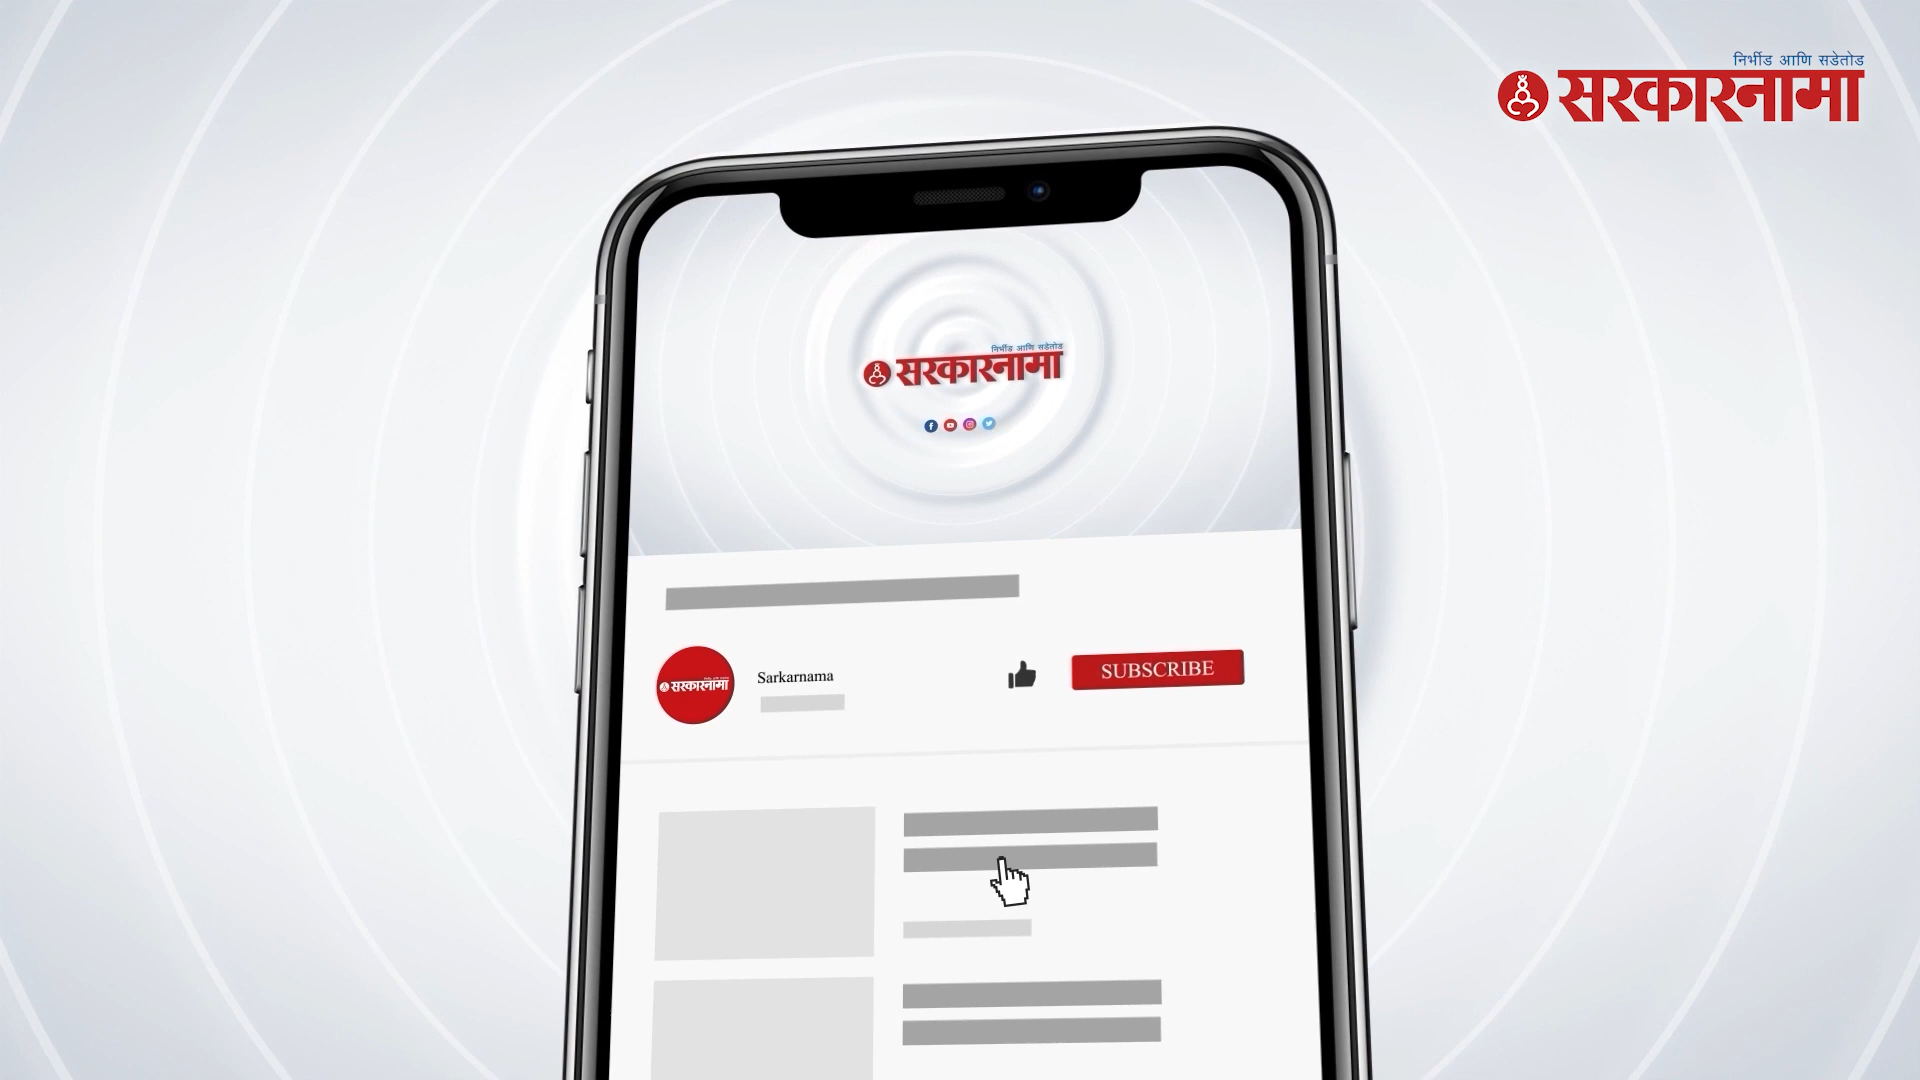 निर्भीड आणि सडेतोड
सरकारनामा
निर्भीड आणि सडेतोड
सरकारनामा
सरकारनामा
Sarkarnama
SUBSCRIBE